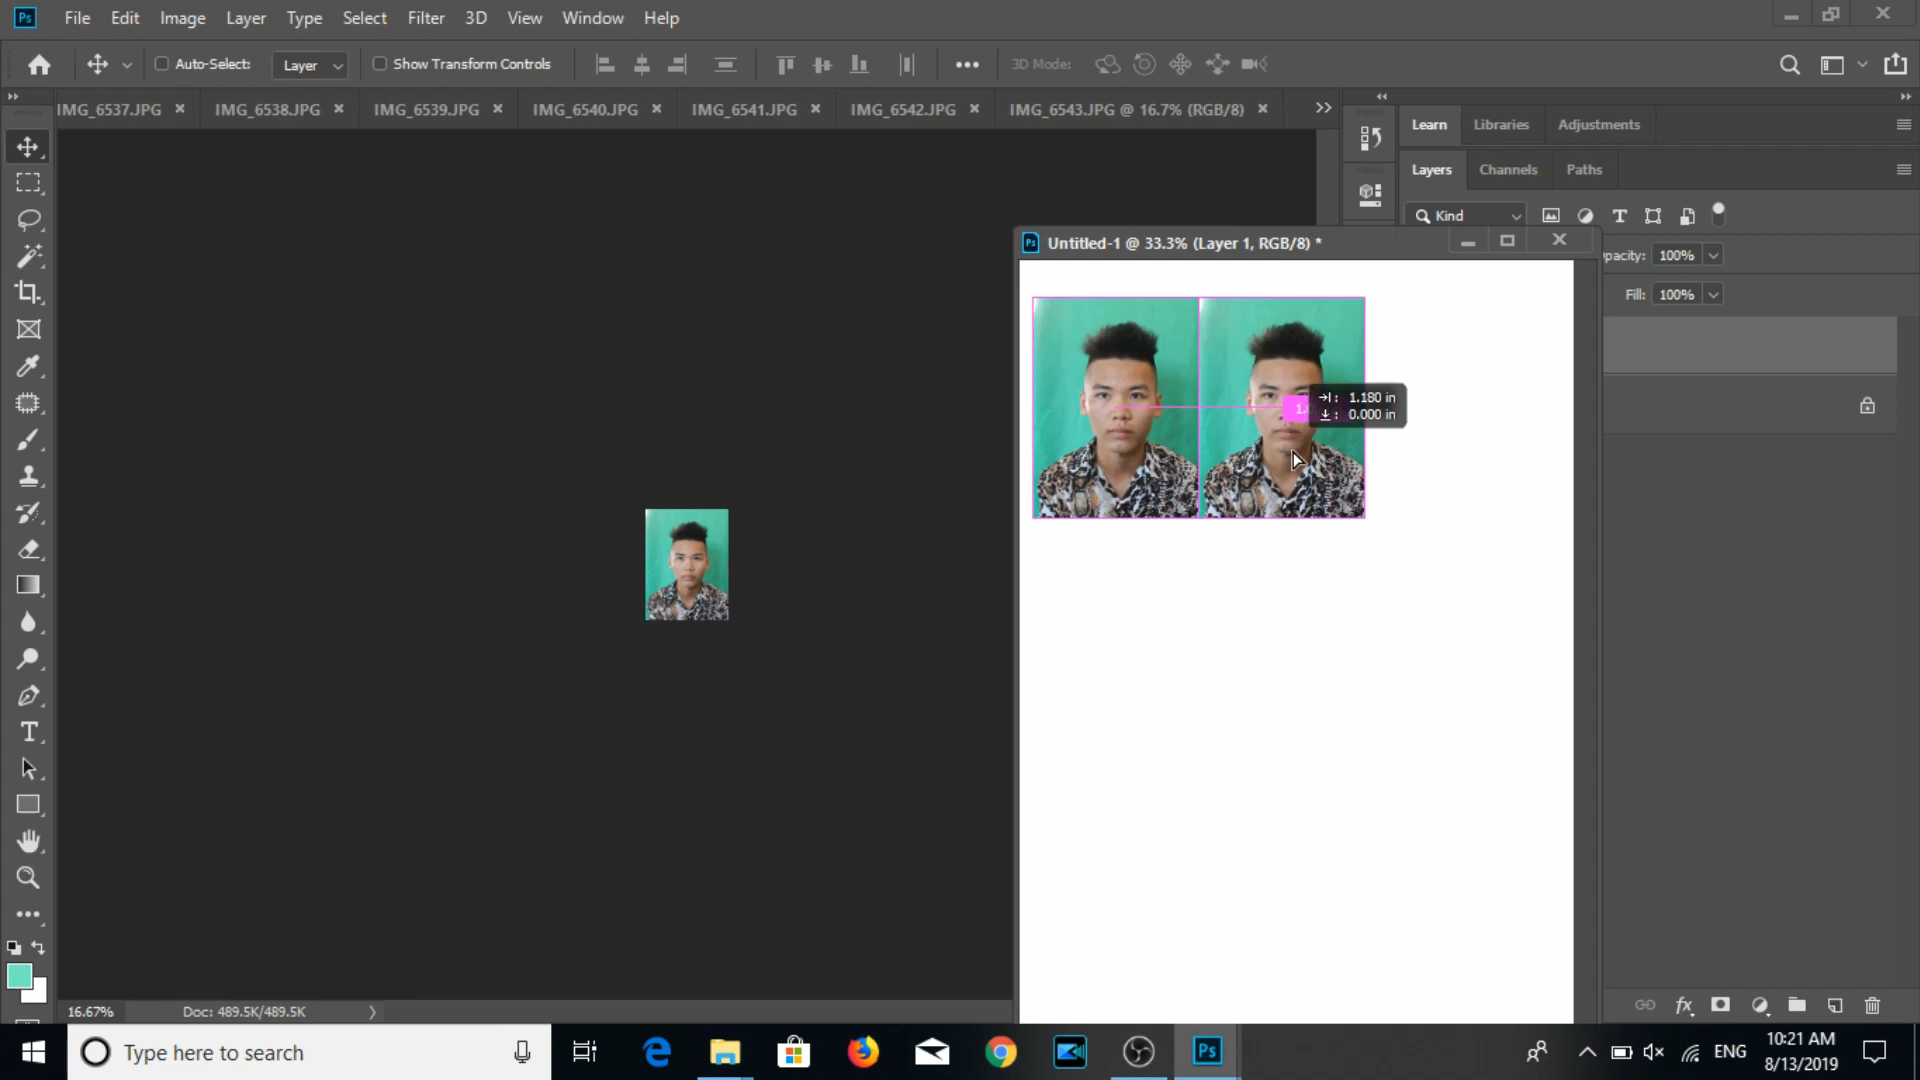 Ps File Edit Image Layer Type Select Filter 3D View Window Help
Auto-Select: Layer Show Transform Controls 3D Mode:
IMG_6537.JPG IMG_6538.JPG IMG_6539.JPG IMG_6540.JPG IMG_6541.JPG IMG_6542.JPG IMG_6543.JPG @ 16.7% (RGB/8)
Learn Libraries Adjustments
Layers Channels Paths
Kind
Ps Untitled-1 @ 33.3% (Layer 1, RGB/8) *
pacity: 100%
Fill: 100%
1.180 in
0.000 in
16.67% Doc: 489.5K/489.5K
Type here to search
Ps
ENG
10:21 AM
8/13/2019